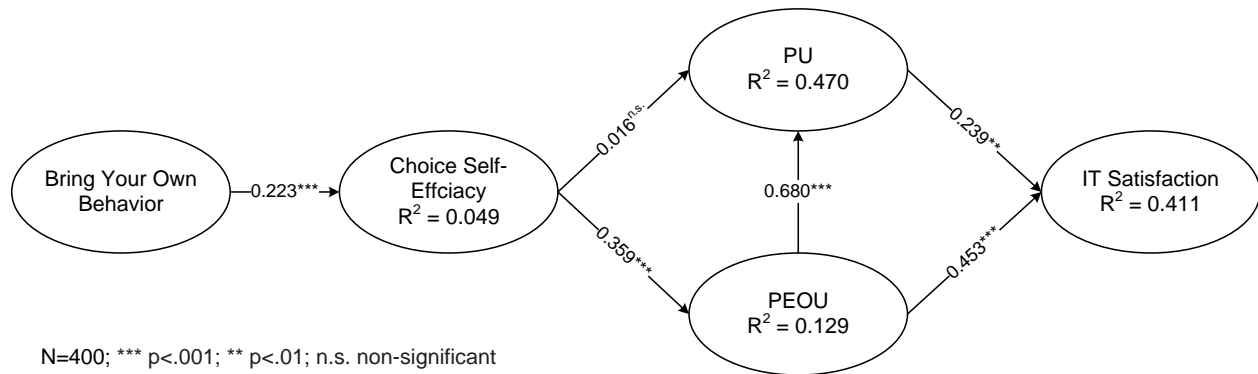 PU
R² = 0.470
0.016ⁿ·ˢ·
0.239**
Bring Your Own
Behavior
0.223***
Choice Self-
Effciacy
R² = 0.049
0.680***
IT Satisfaction
R² = 0.411
0.359***
0.453***
PEOU
R² = 0.129
N=400; *** p<.001; ** p<.01; n.s. non-significant